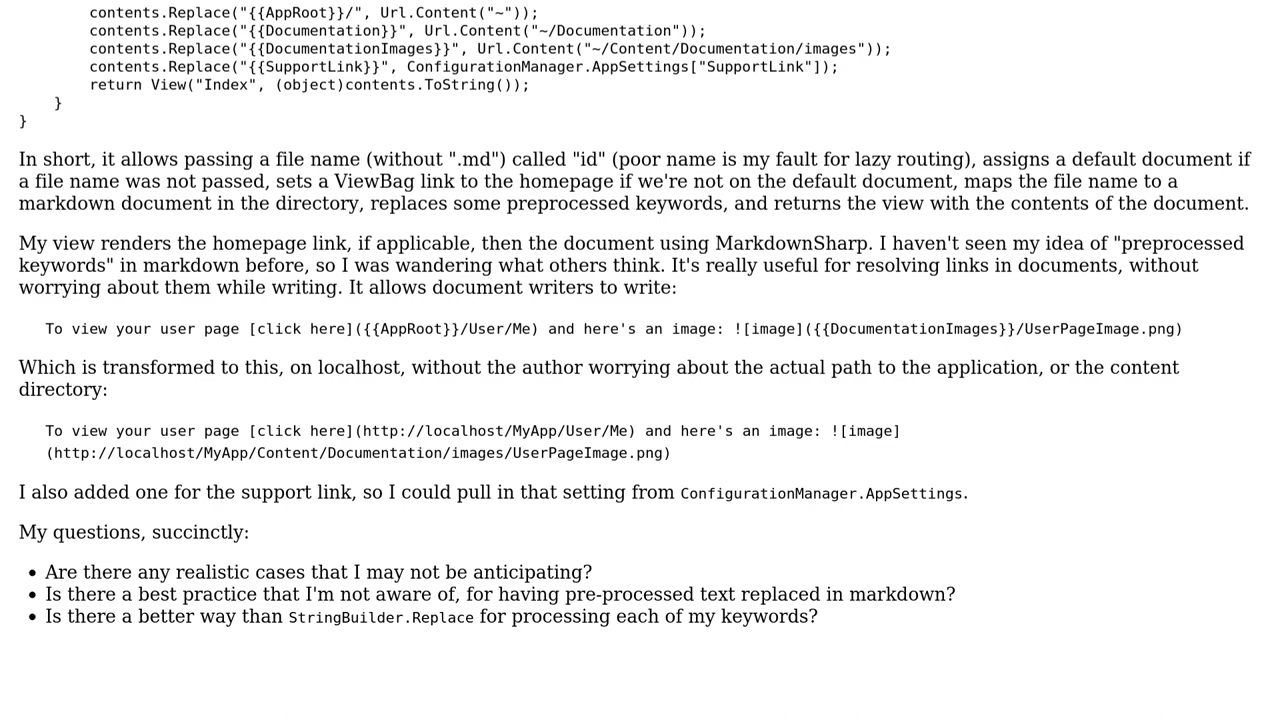 contents.Replace("{{AppRoot}}/", Url.Content("~"));
contents.Replace("{{Documentation}}", Url.Content("~/Documentation"));
contents.Replace("{{DocumentationImages}}", Url.Content("~/Content/Documentation/images"));
contents.Replace("{{SupportLink}}", ConfigurationManager.AppSettings["SupportLink"]);
return View("Index", (object)contents.ToString());
}
}
In short, it allows passing a file name (without ".md") called "id" (poor name is my fault for lazy routing), assigns a default document if
a file name was not passed, sets a ViewBag link to the homepage if we're not on the default document, maps the file name to a
markdown document in the directory, replaces some preprocessed keywords, and returns the view with the contents of the document.
My view renders the homepage link, if applicable, then the document using MarkdownSharp. I haven't seen my idea of "preprocessed
keywords" in markdown before, so I was wandering what others think. It's really useful for resolving links in documents, without
worrying about them while writing. It allows document writers to write:
To view your user page [click here]({{AppRoot}}/User/Me) and here's an image: ![image]({{DocumentationImages}}/UserPageImage.png)
Which is transformed to this, on localhost, without the author worrying about the actual path to the application, or the content
directory:
To view your user page [click here](http://localhost/MyApp/User/Me) and here's an image: ![image]
(http://localhost/MyApp/Content/Documentation/images/UserPageImage.png)
I also added one for the support link, so I could pull in that setting from ConfigurationManager.AppSettings.
My questions, succinctly:
• Are there any realistic cases that I may not be anticipating?
• Is there a best practice that I'm not aware of, for having pre-processed text replaced in markdown?
• Is there a better way than StringBuilder.Replace for processing each of my keywords?